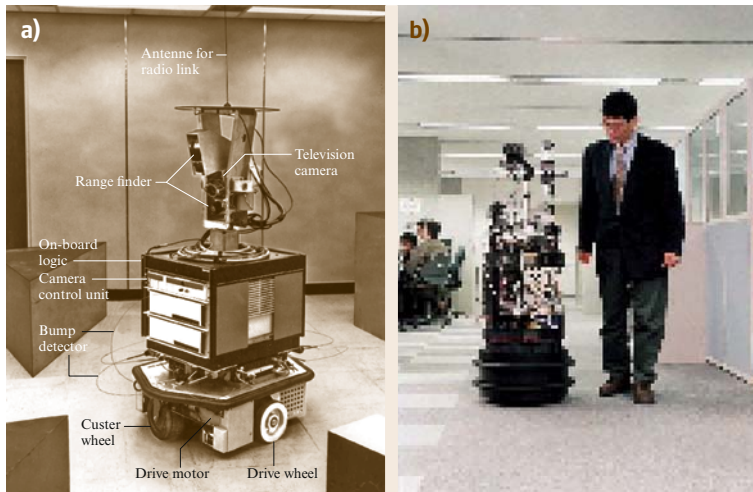 a)
Antenne for
radio link
Television
camera
Range finder
On-board
logic
Camera
control unit
Bump
detector
Custer
wheel
Drive motor
Drive wheel
b)